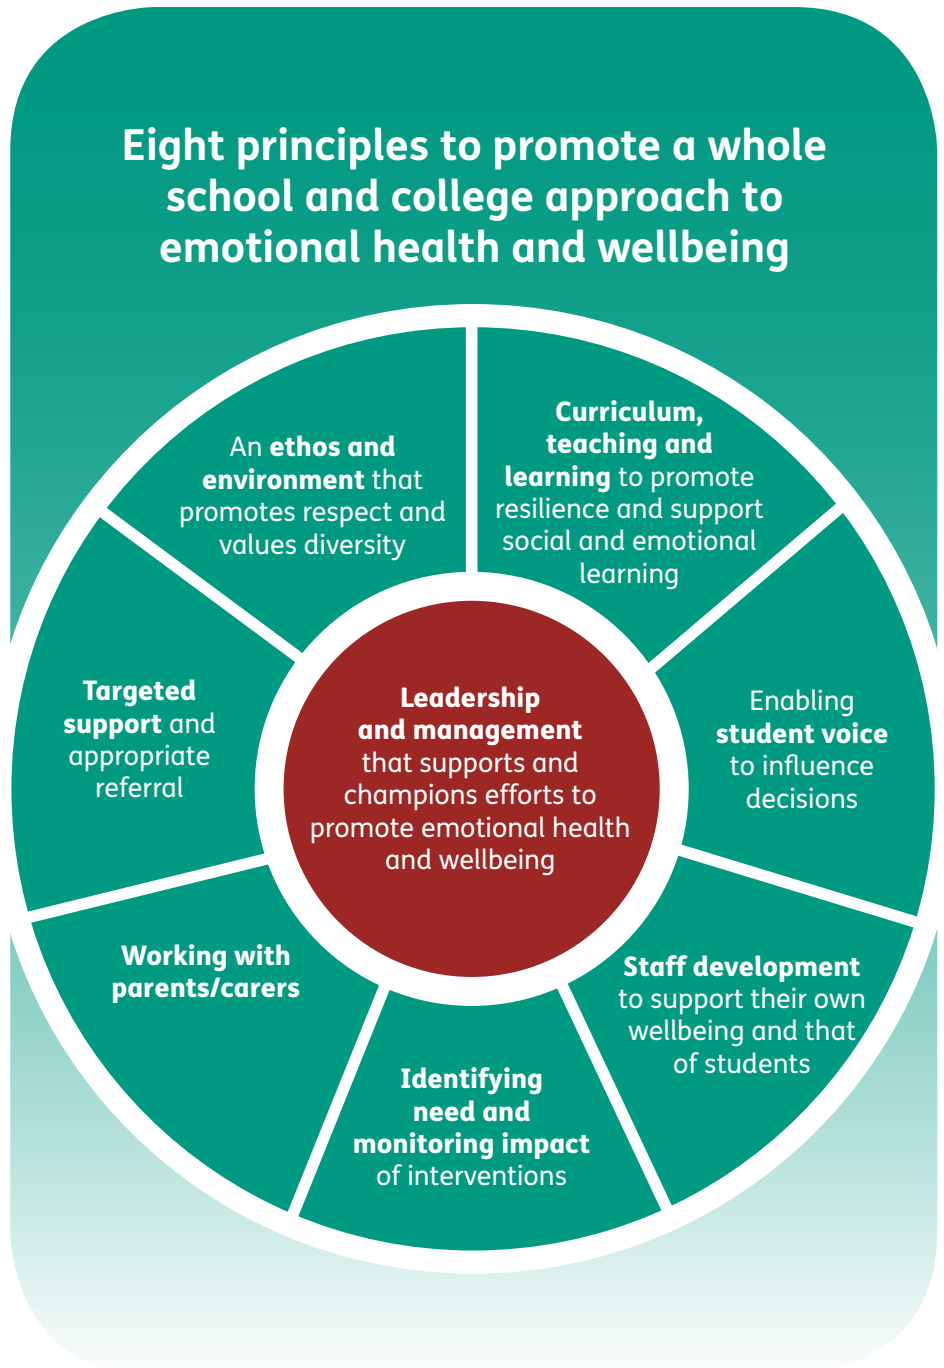 Eight principles to promote a whole
school and college approach to
emotional health and wellbeing
An ethos and
environment that
promotes respect and
values diversity
Curriculum,
teaching and
learning to promote
resilience and support
social and emotional
learning
Enabling
student voice
to influence
decisions
Staff development
to support their own
wellbeing and that
of students
Identifying
need and
monitoring impact
of interventions
Working with
parents/carers
Targeted
support and
appropriate
referral
Leadership
and management
that supports and
champions efforts to
promote emotional health
and wellbeing